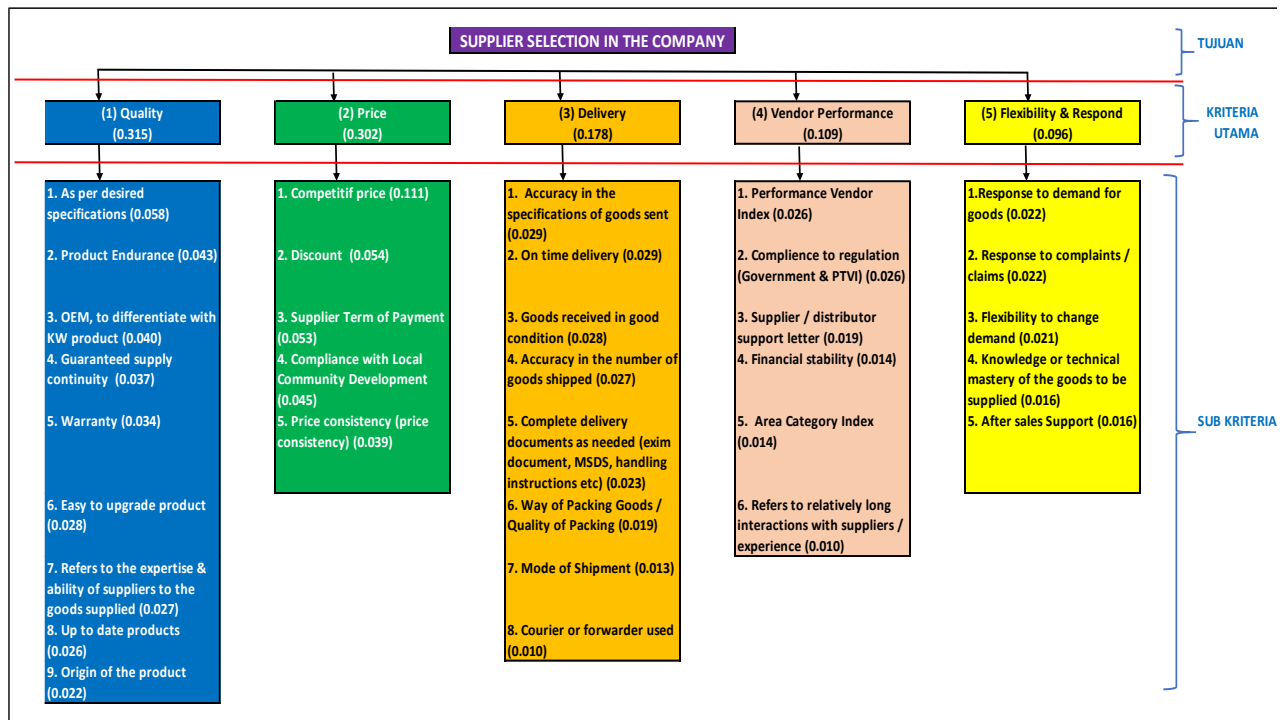 SUPPLIER SELECTION IN THE COMPANY
TUJUAN
(1) Quality
(0.315)
(2) Price
(0.302)
(3) Delivery
(0.178)
(4) Vendor Performance
(0.109)
(5) Flexibility & Respond
(0.096)
KRITERIA
UTAMA
1. As per desired
specifications (0.058)
2. Product Endurance (0.043)
3. OEM, to differentiate with
KW product (0.040)
4. Guaranteed supply
continuity (0.037)
5. Warranty (0.034)
6. Easy to upgrade product
(0.028)
7. Refers to the expertise &
ability of suppliers to the
goods supplied (0.027)
8. Up to date products
(0.026)
9. Origin of the product
(0.022)
1. Competitif price (0.111)
2. Discount (0.054)
3. Supplier Term of Payment
(0.053)
4. Compliance with Local
Community Development
(0.045)
5. Price consistency (price
consistency) (0.039)
1. Accuracy in the
specifications of goods sent
(0.029)
2. On time delivery (0.029)
3. Goods received in good
condition (0.028)
4. Accuracy in the number of
goods shipped (0.027)
5. Complete delivery
documents as needed (exim
document, MSDS, handling
instructions etc) (0.023)
6. Way of Packing Goods /
Quality of Packing (0.019)
7. Mode of Shipment (0.013)
8. Courier or forwarder used
(0.010)
1. Performance Vendor
Index (0.026)
2. Complience to regulation
(Government & PTVI) (0.026)
3. Supplier / distributor
support letter (0.019)
4. Financial stability (0.014)
5. Area Category Index
(0.014)
6. Refers to relatively long
interactions with suppliers /
experience (0.010)
1.Response to demand for
goods (0.022)
2. Response to complaints /
claims (0.022)
3. Flexibility to change
demand (0.021)
4. Knowledge or technical
mastery of the goods to be
supplied (0.016)
5. After sales Support (0.016)
SUB KRITERIA